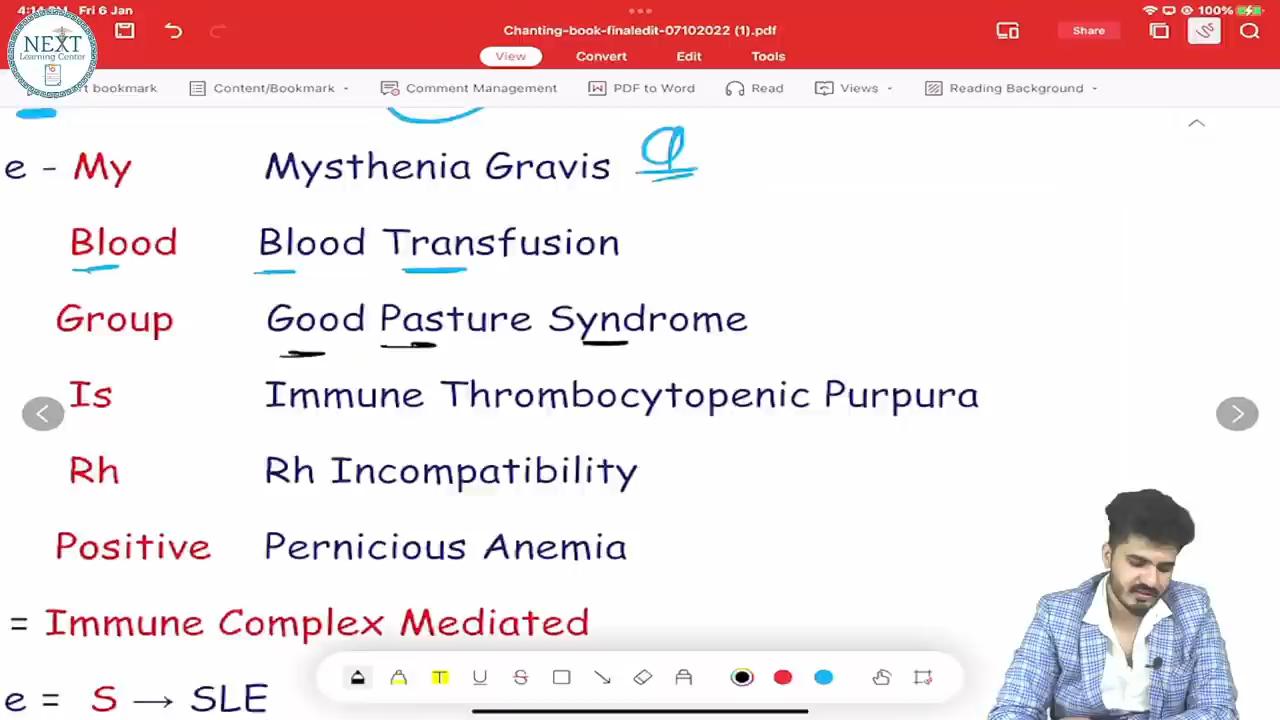 4:14 PM Fri 6 Jan
100%
NEXT
Learning Center
Chanting-book-finaledit-07102022 (1).pdf
Share
View Convert Edit Tools
bookmark Content/Bookmark Comment Management PDF to Word Read Views Reading Background
e - My Mysthenia Gravis
Blood Blood Transfusion
Group Good Pasture Syndrome
Is Immune Thrombocytopenic Purpura
Rh Rh Incompatibility
Positive Pernicious Anemia
= Immune Complex Mediated
e = S → SLE